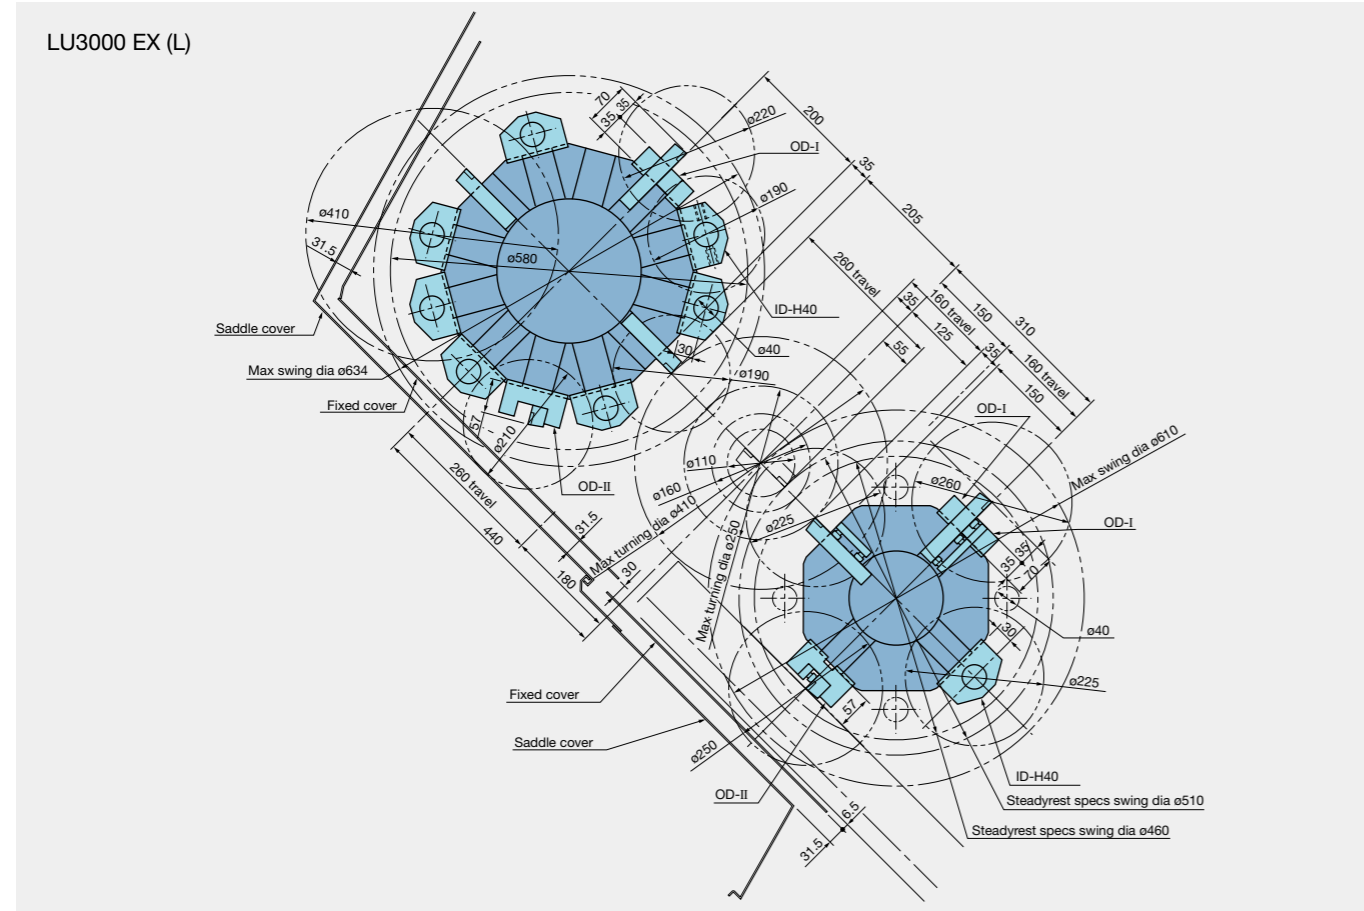 LU3000 EX (L)
70
35
35
ø220
200
OD-I
35
ø190
205
ø410
31.5
ø580
260 travel
ID-H40
Saddle cover
30
ø40
35
160 travel
125
150
310
55
35
160 travel
150
Max swing dia ø634
ø190
Fixed cover
57
ø210
OD-I
ø110
Max swing dia ø610
260 travel
OD-II
ø160
Max turning dia ø410
ø260
440
31.5
ø225
OD-I
Max turning dia ø250
180
30
35
35
70
ø40
30
ø225
Fixed cover
57
Saddle cover
ø250
OD-II
ID-H40
Steadyrest specs swing dia ø510
6.5
Steadyrest specs swing dia ø460
31.5